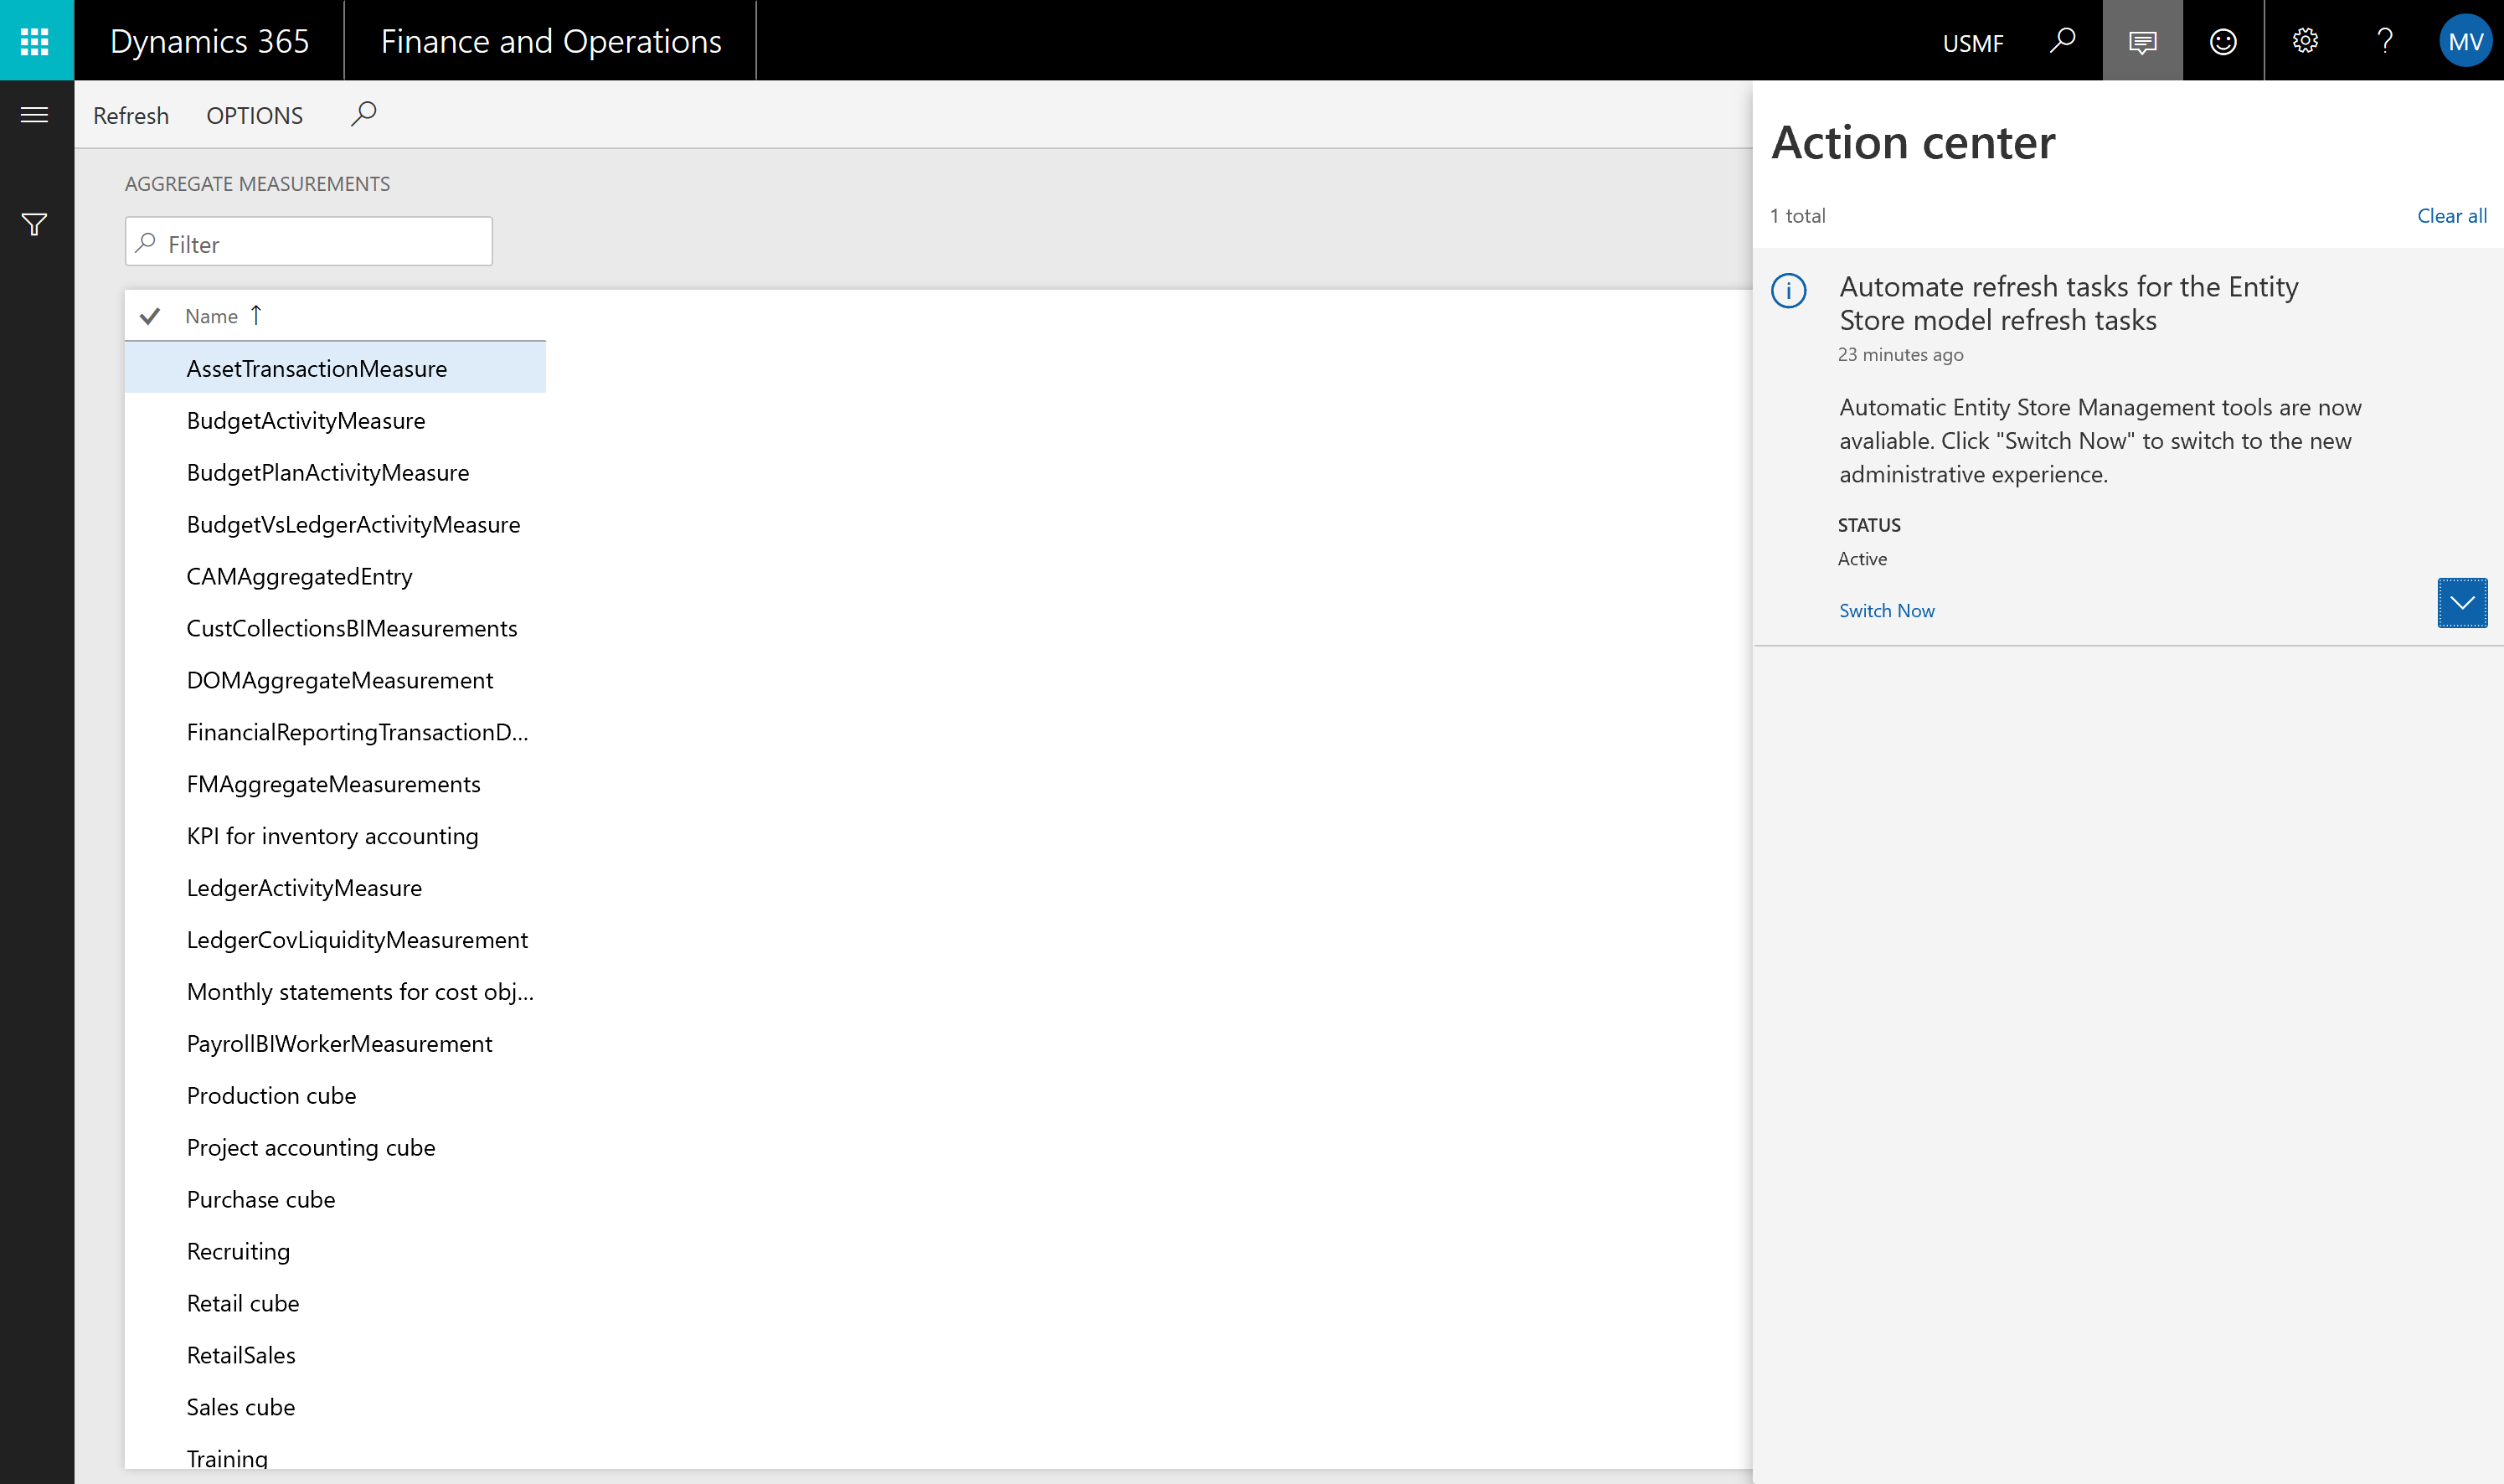 Dynamics 365
Finance and Operations
USMF
?
MV
Refresh
OPTIONS
AGGREGATE MEASUREMENTS
Filter
Name ↑
AssetTransactionMeasure
BudgetActivityMeasure
BudgetPlanActivityMeasure
BudgetVsLedgerActivityMeasure
CAMAggregatedEntry
CustCollectionsBIMeasurements
DOMAggregateMeasurement
FinancialReportingTransactionD...
FMAggregateMeasurements
KPI for inventory accounting
LedgerActivityMeasure
LedgerCovLiquidityMeasurement
Monthly statements for cost obj...
PayrollBIWorkerMeasurement
Production cube
Project accounting cube
Purchase cube
Recruiting
Retail cube
RetailSales
Sales cube
Training
Action center
1 total
Clear all
Automate refresh tasks for the Entity
Store model refresh tasks
23 minutes ago
Automatic Entity Store Management tools are now
avaliable. Click "Switch Now" to switch to the new
administrative experience.
STATUS
Active
Switch Now